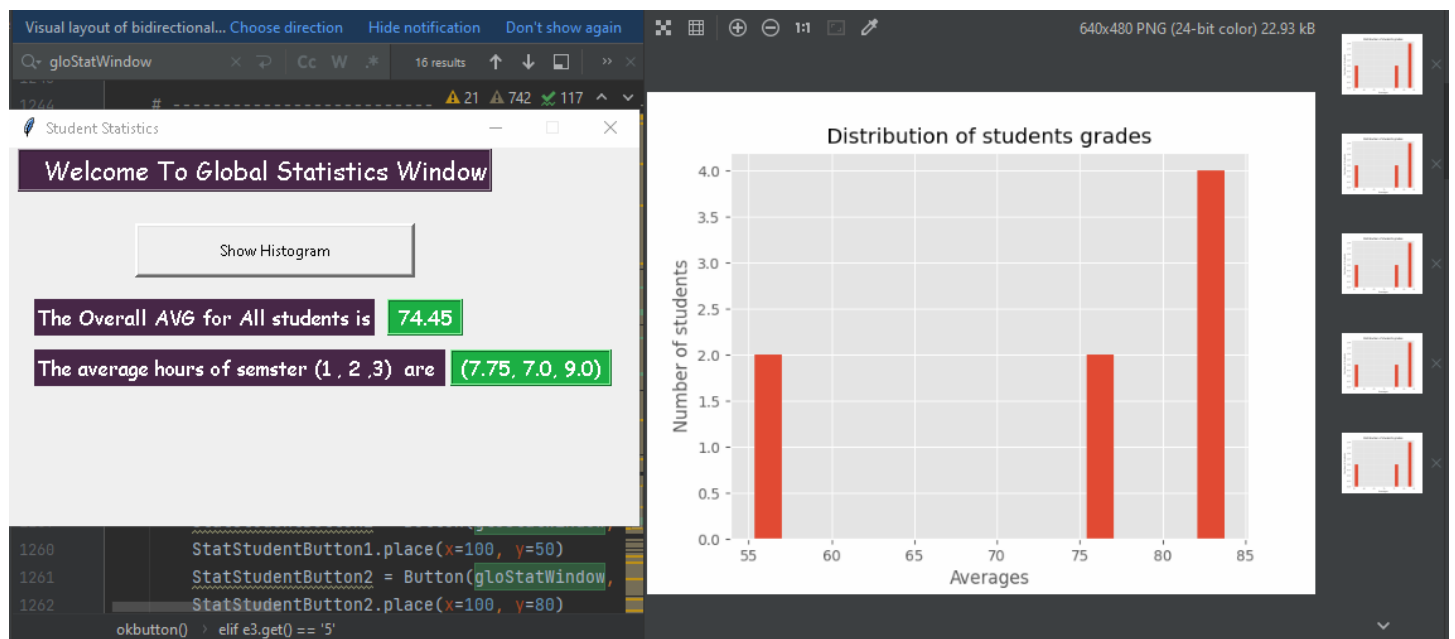 Visual layout of bidirectional... Choose direction Hide notification Don't show again
gloStatWindow Cc W .* 16 results
1244 # -------------------------- 21 742 117
Student Statistics
Welcome To Global Statistics Window
Show Histogram
The Overall AVG for All students is 74.45
The average hours of semster (1 , 2 ,3) are (7.75, 7.0, 9.0)
1260 StatStudentButton1.place(x=100, y=50)
1261 StatStudentButton2 = Button(gloStatWindow,
1262 StatStudentButton2.place(x=100, y=80)
okbutton() elif e3.get() == '5'
1:1 640x480 PNG (24-bit color) 22.93 kB
Distribution of students grades
Number of students
4.0
3.5
3.0
2.5
2.0
1.5
1.0
0.5
0.0
55 60 65 70 75 80 85
Averages